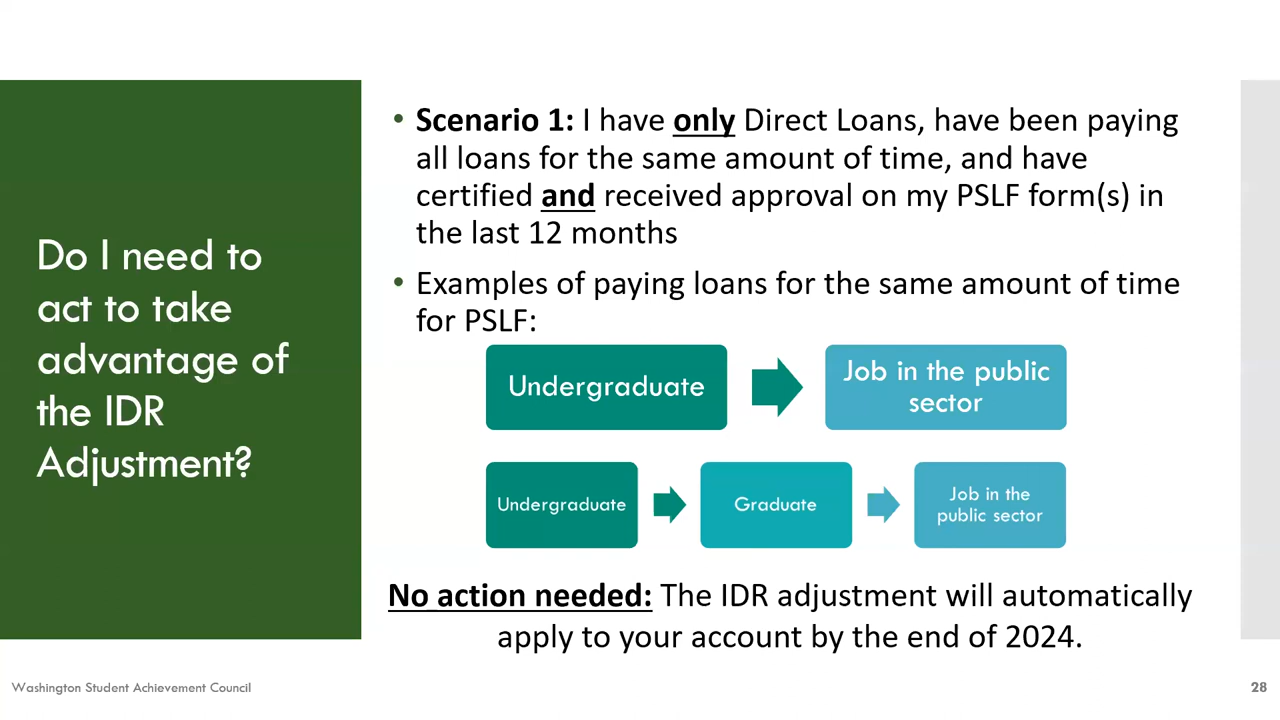 Do I need to
act to take
advantage of
the IDR
Adjustment?
• Scenario 1: I have only Direct Loans, have been paying
all loans for the same amount of time, and have
certified and received approval on my PSLF form(s) in
the last 12 months
• Examples of paying loans for the same amount of time
for PSLF:
Undergraduate
Job in the public
sector
Undergraduate
Graduate
Job in the
public sector
No action needed: The IDR adjustment will automatically
apply to your account by the end of 2024.
Washington Student Achievement Council
28